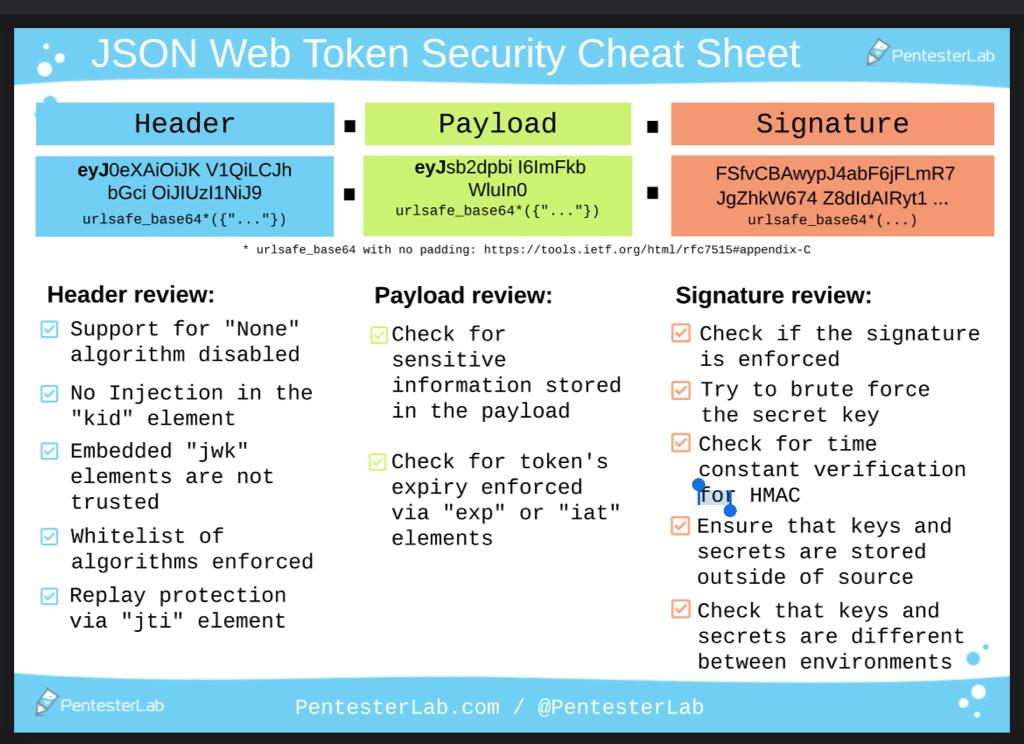 JSON Web Token Security Cheat Sheet
PentesterLab
Header . Payload . Signature
eyJ0eXAiOiJK V1QiLCJh
bGci OiJIUzI1NiJ9
urlsafe_base64*({"..."})
.
eyJsb2dpbi I6ImFkb
WluIn0
urlsafe_base64*({"..."})
.
FSfvCBAwypJ4abF6jFLmR7
JgZhkW674 Z8dIdAIRyt1 ...
urlsafe_base64*(...)
* urlsafe_base64 with no padding: https://tools.ietf.org/html/rfc7515#appendix-C
Header review:
Support for "None"
algorithm disabled
No Injection in the
"kid" element
Embedded "jwk"
elements are not
trusted
Whitelist of
algorithms enforced
Replay protection
via "jti" element
Payload review:
Check for
sensitive
information stored
in the payload
Check for token's
expiry enforced
via "exp" or "iat"
elements
Signature review:
Check if the signature
is enforced
Try to brute force
the secret key
Check for time
constant verification
for HMAC
Ensure that keys and
secrets are stored
outside of source
Check that keys and
secrets are different
between environments
PentesterLab
PentesterLab.com / @PentesterLab